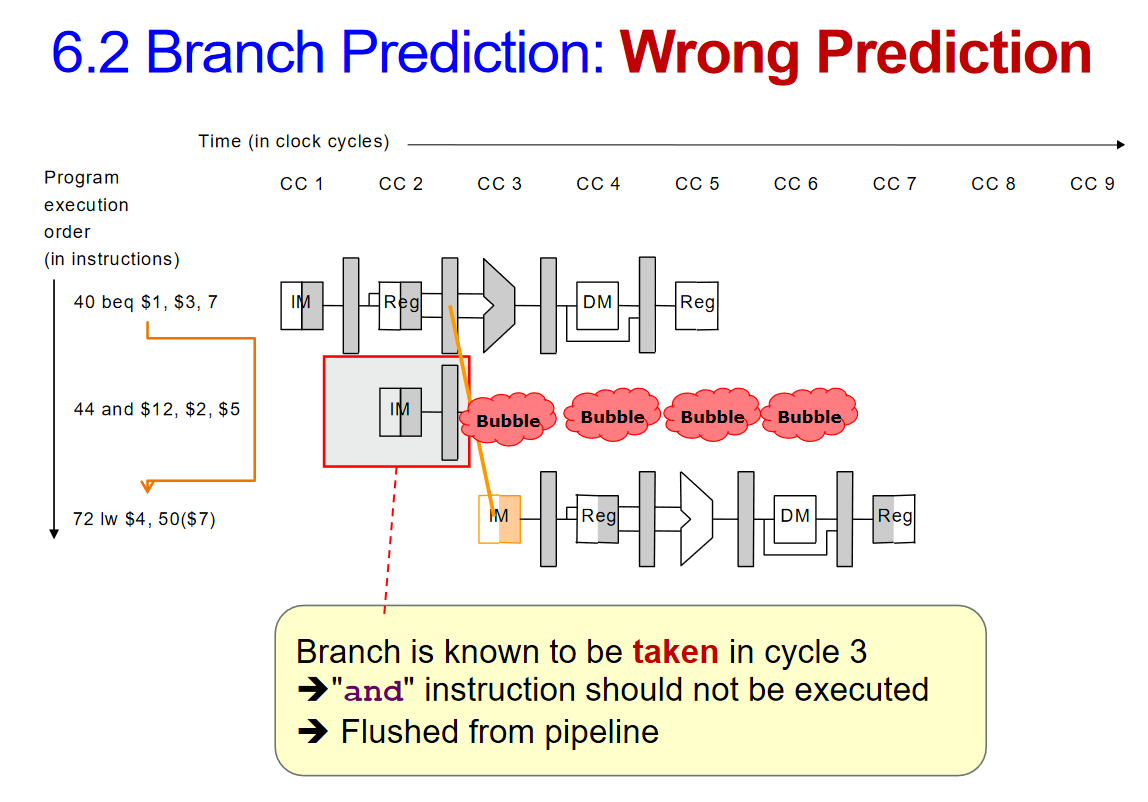 6.2 Branch Prediction: Wrong Prediction
Time (in clock cycles)
Program
execution
order
(in instructions)
CC 1 CC 2 CC 3 CC 4 CC 5 CC 6 CC 7 CC 8 CC 9
40 beq $1, $3, 7
IM Reg DM Reg
44 and $12, $2, $5
IM Bubble Bubble Bubble Bubble
72 lw $4, 50($7)
IM Reg DM Reg
Branch is known to be taken in cycle 3
➔"and" instruction should not be executed
➔ Flushed from pipeline